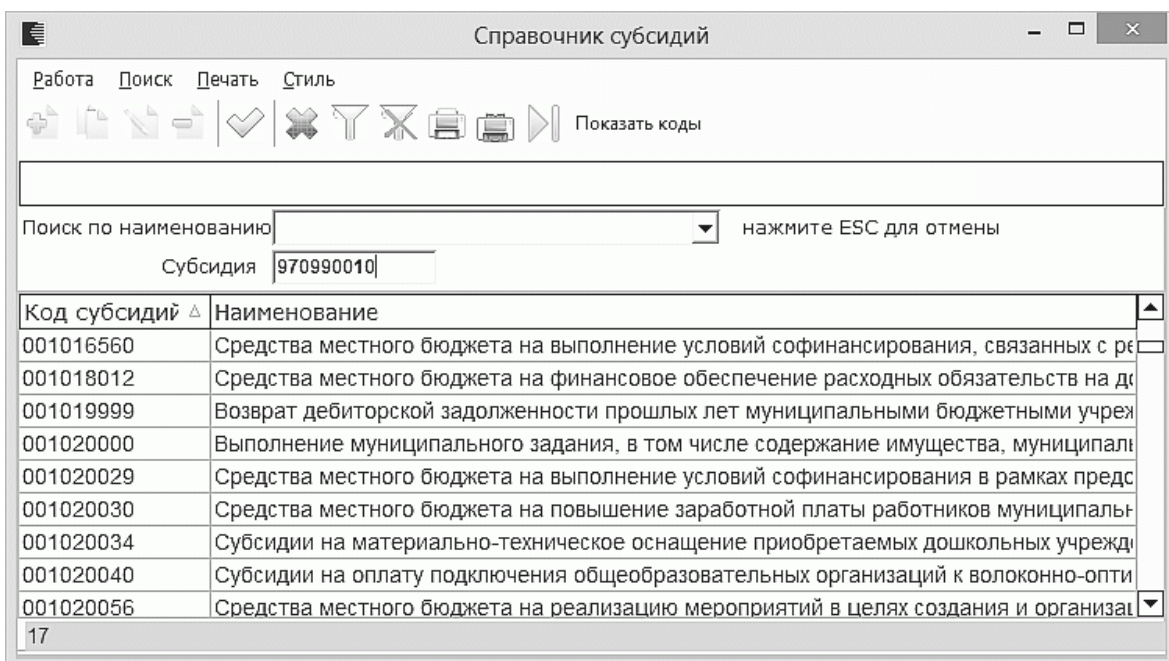 Справочник субсидий
Работа Поиск Печать Стиль
Показать коды
Поиск по наименованию нажмите ESC для отмены
Субсидия 970990010
Код субсидий Наименование
001016560 Средства местного бюджета на выполнение условий софинансирования, связанных с
001018012 Средства местного бюджета на финансовое обеспечение расходных обязательств на
001019999 Возврат дебиторской задолженности прошлых лет муниципальными бюджетными учреж
001020000 Выполнение муниципального задания, в том числе содержание имущества, муниципаль
001020029 Средства местного бюджета на выполнение условий софинансирования в рамках предс
001020030 Средства местного бюджета на повышение заработной платы работников муниципальн
001020034 Субсидии на материально-техническое оснащение приобретаемых дошкольных учрежд
001020040 Субсидии на оплату подключения общеобразовательных организаций к волоконно-опти
001020056 Средства местного бюджета на реализацию мероприятий в целях создания и организац
17